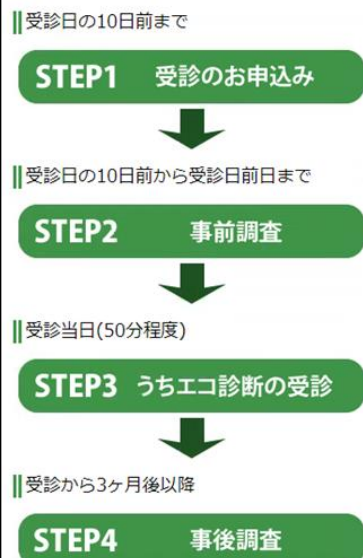 受診日の10日前まで
STEP1 受診のお申込み
受診日の10日前から受診日前日まで
STEP2 事前調査
受診当日(50分程度)
STEP3 うちエコ診断の受診
受診から3ヶ月後以降
STEP4 事後調査